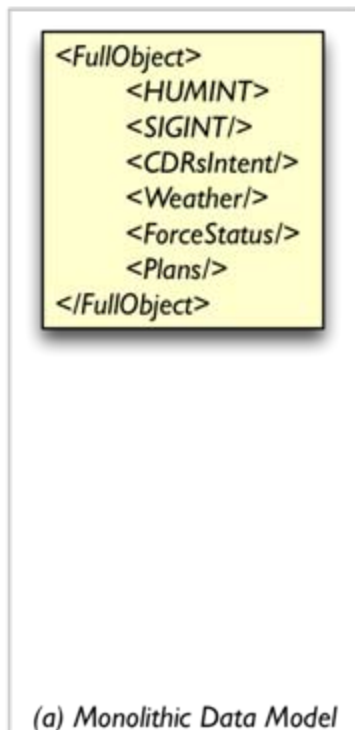 <FullObject>
<HUMINT>
<SIGINT/>
<CDRsIntent/>
<Weather/>
<ForceStatus/>
<Plans/>
</FullObject>
(a) Monolithic Data Model